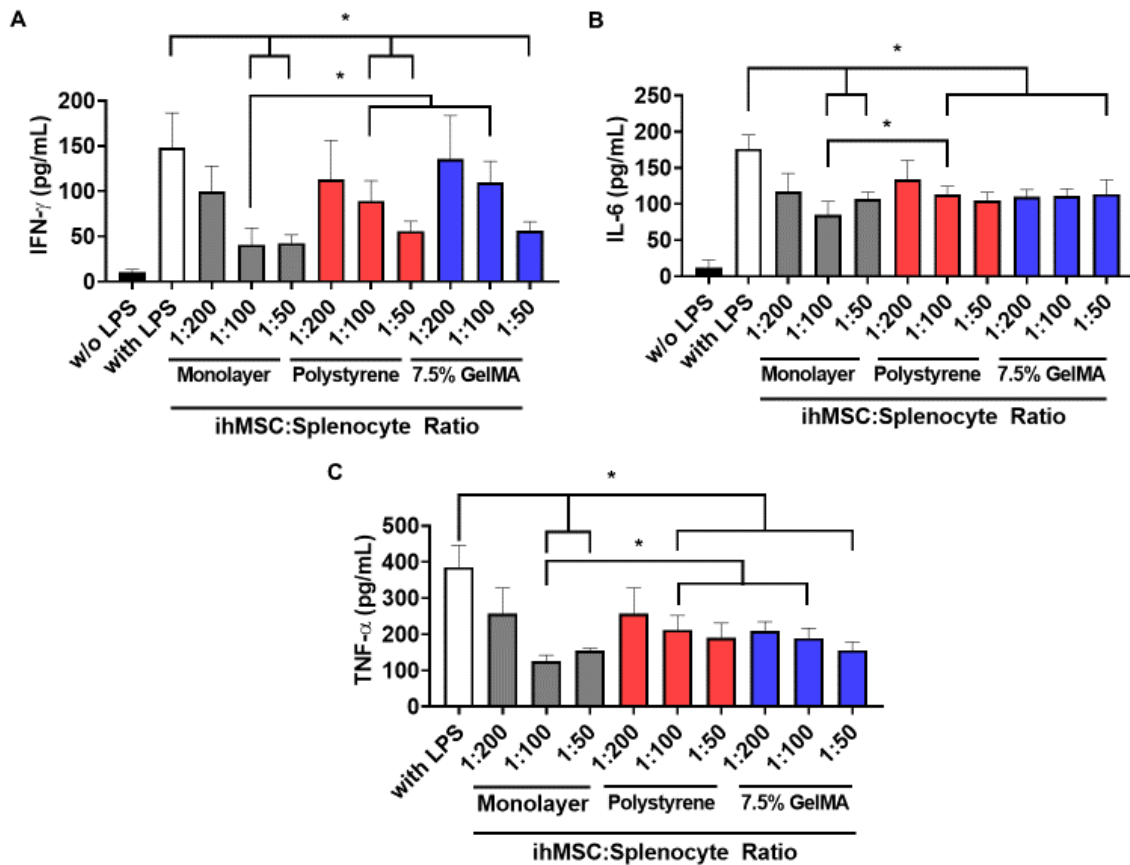 A
*
*
IFN-γ (pg/mL)
200
150
100
50
0
w/o LPS
with LPS
1:200
1:100
1:50
1:200
1:100
1:50
1:200
1:100
1:50
Monolayer Polystyrene 7.5% GelMA
ihMSC:Splenocyte Ratio
B
*
*
IL-6 (pg/mL)
250
200
150
100
50
0
w/o LPS
with LPS
1:200
1:100
1:50
1:200
1:100
1:50
1:200
1:100
1:50
Monolayer Polystyrene 7.5% GelMA
ihMSC:Splenocyte Ratio
C
*
*
TNF-α (pg/mL)
500
400
300
200
100
0
with LPS
1:200
1:100
1:50
1:200
1:100
1:50
1:200
1:100
1:50
Monolayer Polystyrene 7.5% GelMA
ihMSC:Splenocyte Ratio